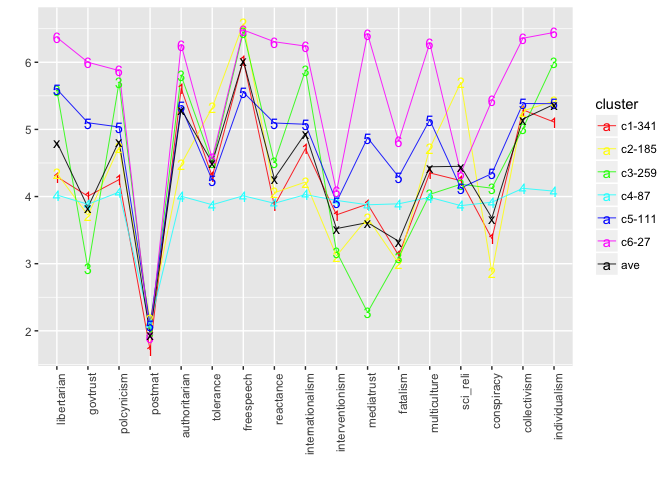 6
5
4
3
2
libertarian
govtrust
polcynicism
postmat
authoritarian
tolerance
freespeech
reactance
internationalism
interventionism
mediatrust
fatalism
multiculture
sci_reli
conspiracy
collectivism
individualism
cluster
a c1-341
a c2-185
a c3-259
a c4-87
a c5-111
a c6-27
a ave